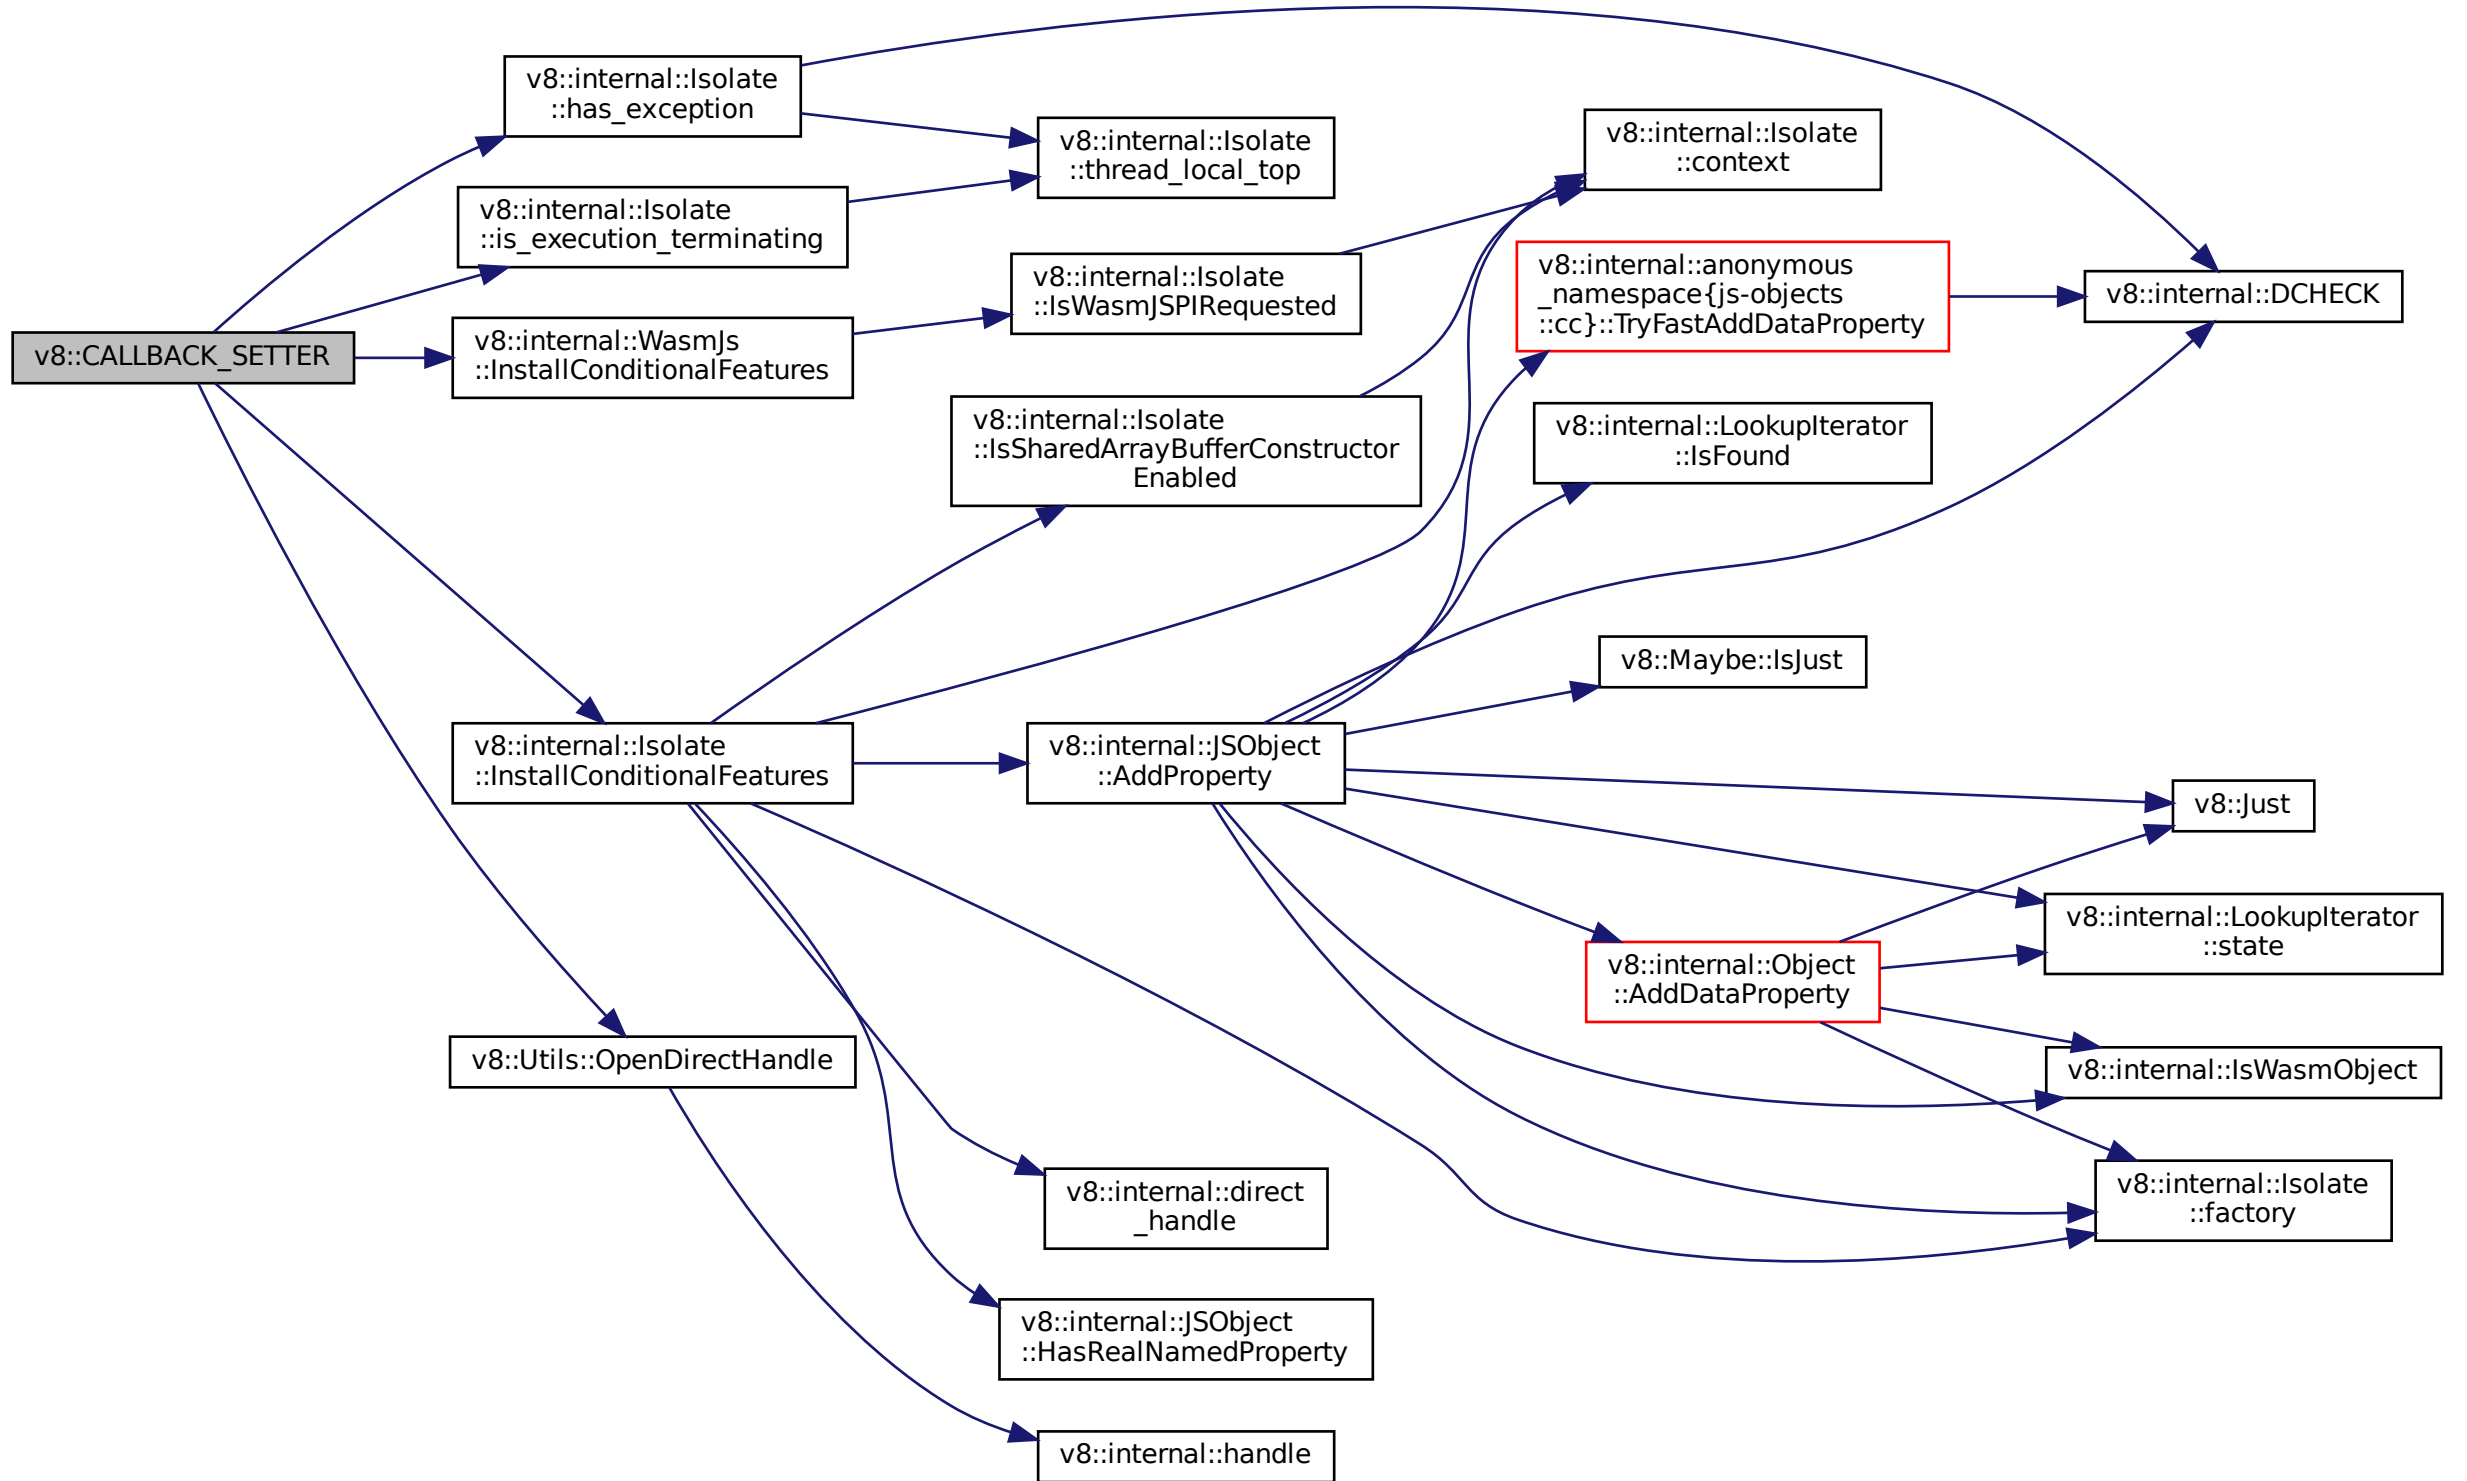 v8::CALLBACK_SETTER
v8::internal::Isolate
::has_exception
v8::internal::Isolate
::is_execution_terminating
v8::internal::WasmJs
::InstallConditionalFeatures
v8::internal::Isolate
::InstallConditionalFeatures
v8::Utils::OpenDirectHandle
v8::internal::Isolate
::thread_local_top
v8::internal::Isolate
::IsWasmJSPIRequested
v8::internal::Isolate
::IsSharedArrayBufferConstructor
Enabled
v8::internal::JSObject
::AddProperty
v8::internal::direct
_handle
v8::internal::JSObject
::HasRealNamedProperty
v8::internal::handle
v8::internal::Isolate
::context
v8::internal::anonymous
_namespace{js-objects
::cc}::TryFastAddDataProperty
v8::internal::LookupIterator
::IsFound
v8::Maybe::IsJust
v8::internal::Object
::AddDataProperty
v8::internal::DCHECK
v8::Just
v8::internal::LookupIterator
::state
v8::internal::IsWasmObject
v8::internal::Isolate
::factory